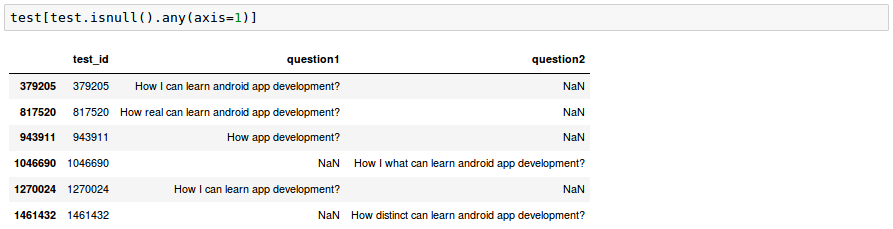 test[test.isnull().any(axis=1)]
test_id question1 question2
379205 379205 How I can learn android app development? NaN
817520 817520 How real can learn android app development? NaN
943911 943911 How app development? NaN
1046690 1046690 NaN How I what can learn android app development?
1270024 1270024 How I can learn app development? NaN
1461432 1461432 NaN How distinct can learn android app development?